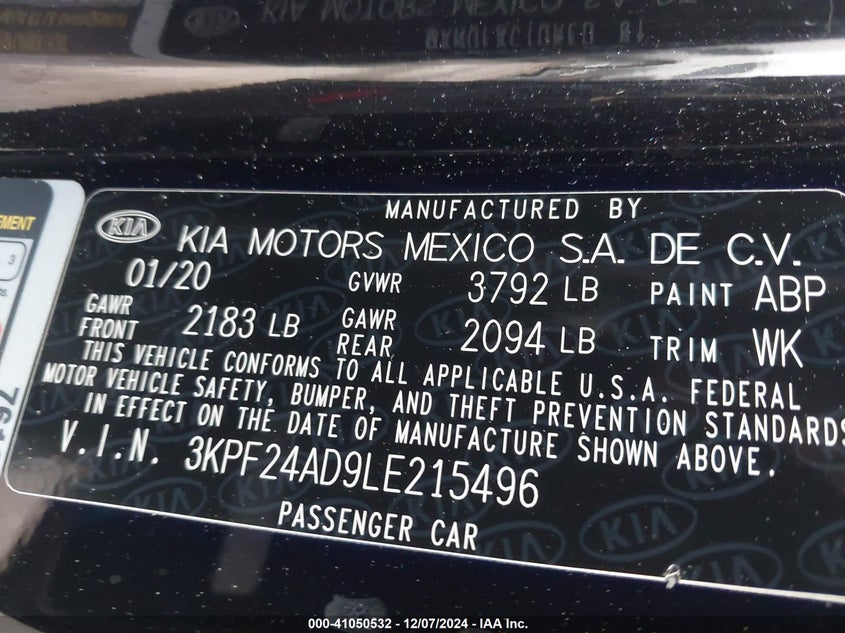 MANUFACTURED BY
KIA KIA MOTORS MEXICO S.A. DE C.V.
01/20 GVWR 3792 LB PAINT ABP
GAWR FRONT 2183 LB GAWR REAR 2094 LB TRIM WK
THIS VEHICLE CONFORMS TO ALL APPLICABLE U.S.A. FEDERAL
MOTOR VEHICLE SAFETY, BUMPER, AND THEFT PREVENTION STANDARDS
IN EFFECT ON THE DATE OF MANUFACTURE SHOWN ABOVE.
V.I.N. 3KPF24AD9LE215496
PASSENGER CAR
000-41050532 - 12/07/2024 - IAA Inc.